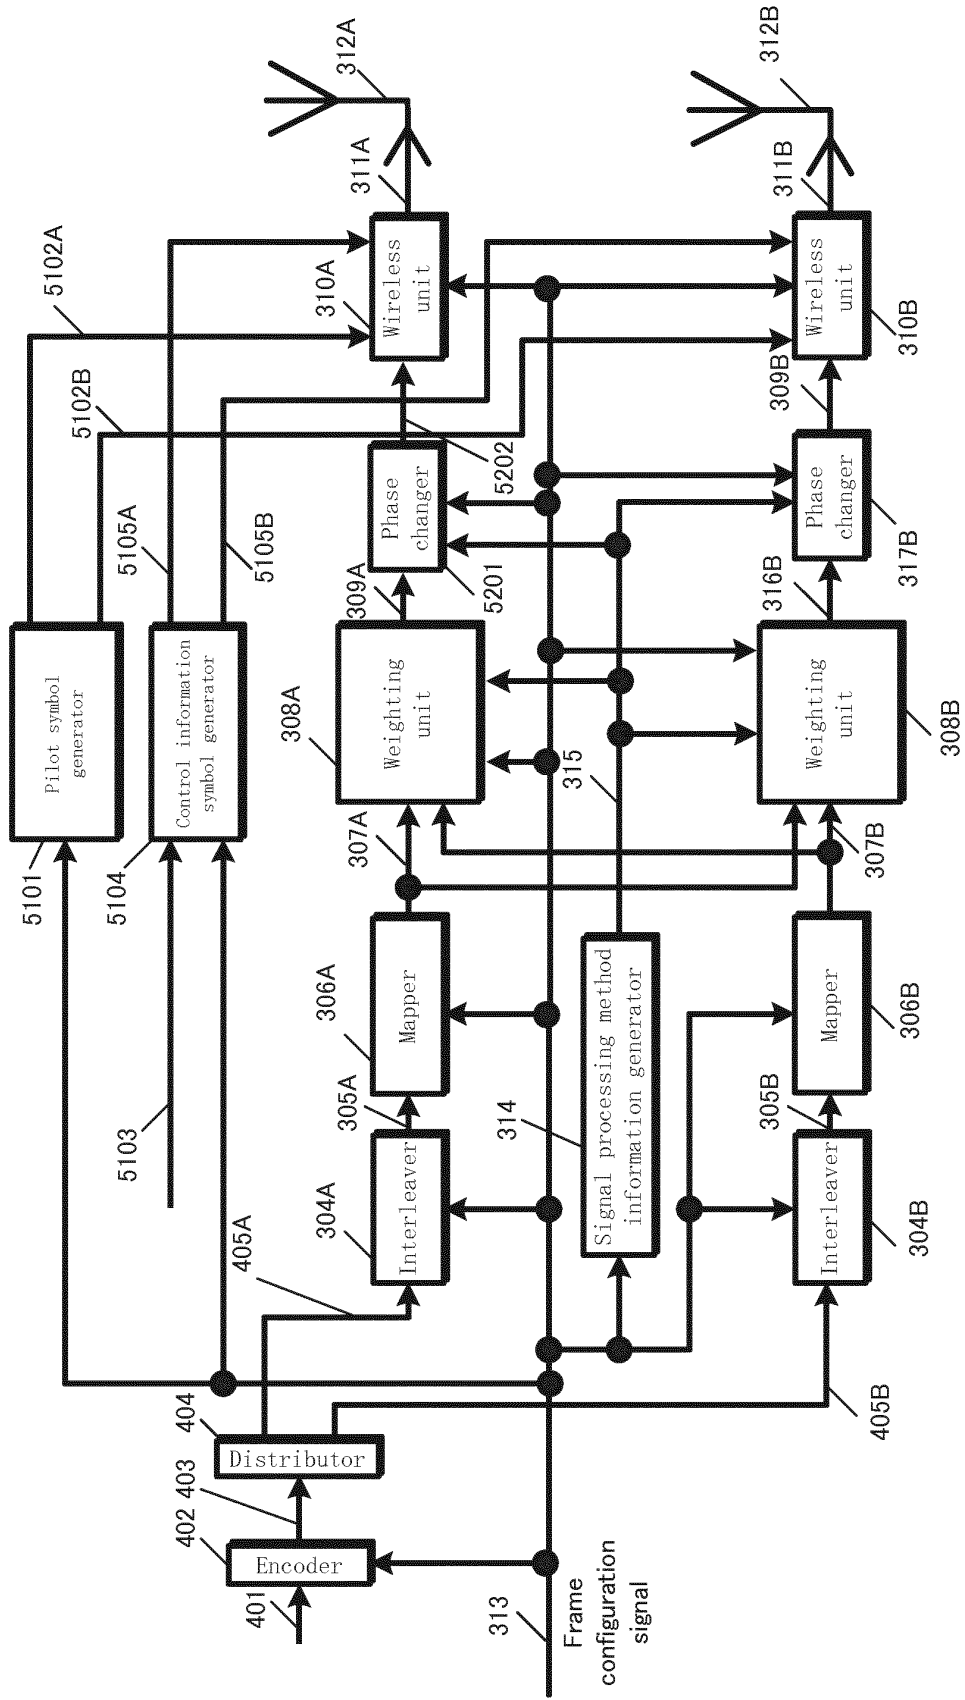 401
Encoder
402
403
Distributor
404
405A
405B
313
Frame
configuration
signal
5101
Pilot symbol
generator
5102A
5102B
5103
5104
Control information
symbol generator
5105A
5105B
304A
Interleaver
305A
306A
Mapper
307A
308A
Weighting
unit
309A
Phase
changer
5201
5202
310A
Wireless
unit
311A
312A
314
Signal processing method
information generator
315
304B
Interleaver
305B
306B
Mapper
307B
308B
Weighting
unit
316B
Phase
changer
317B
309B
Wireless
unit
310B
311B
312B